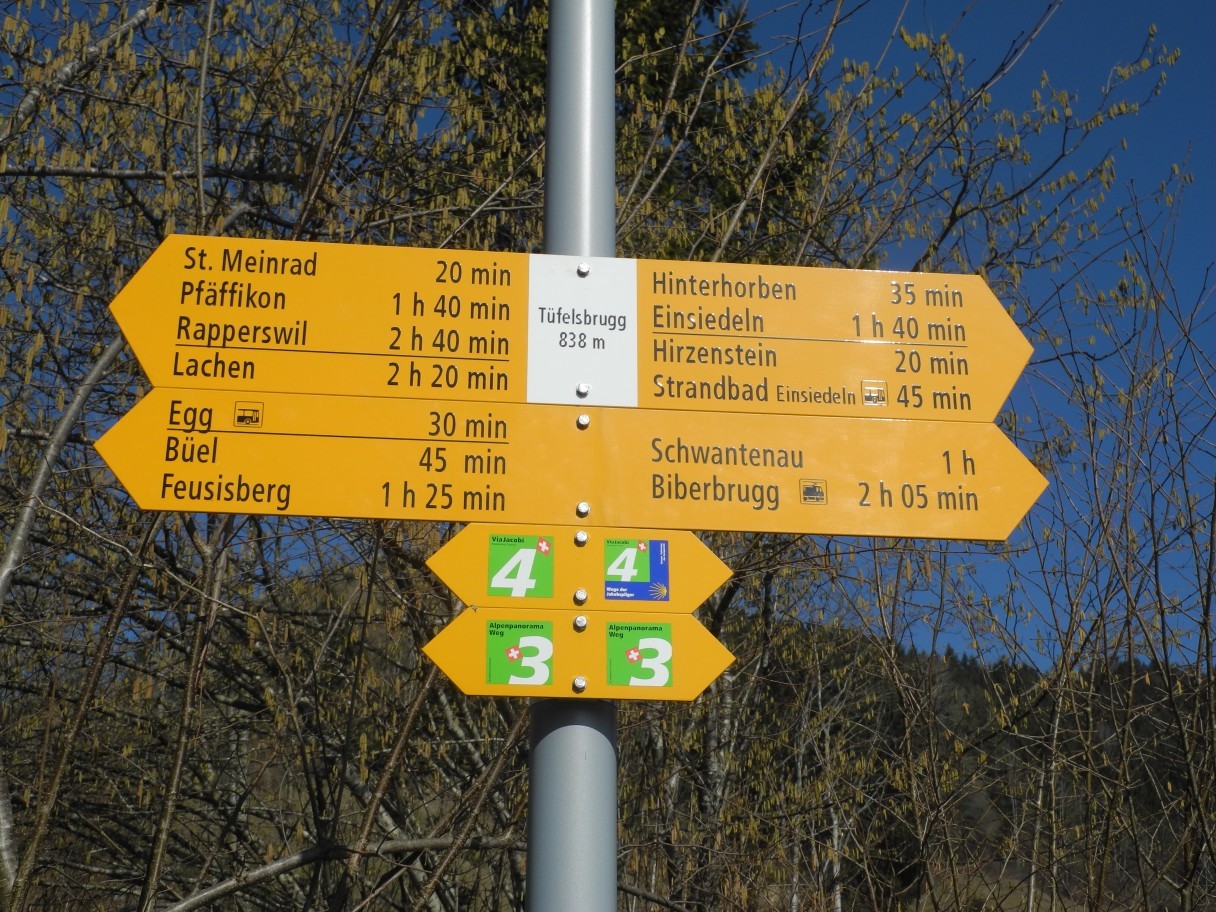 St. Meinrad 20 min
Pfäffikon 1 h 40 min
Rapperswil 2 h 40 min
Lachen 2 h 20 min
Tüfelsbrugg
838 m
Hinterhorben 35 min
Einsiedeln 1 h 40 min
Hirzenstein 20 min
Strandbad Einsiedeln 45 min
Egg 30 min
Büel 45 min
Feusisberg 1 h 25 min
Schwantenau 1 h
Biberbrugg 2 h 05 min
ViaJacobi
4
ViaJacobi
4
Wege der
Jakobspilger
Alpenpanorama
Weg
3
Alpenpanorama
Weg
3